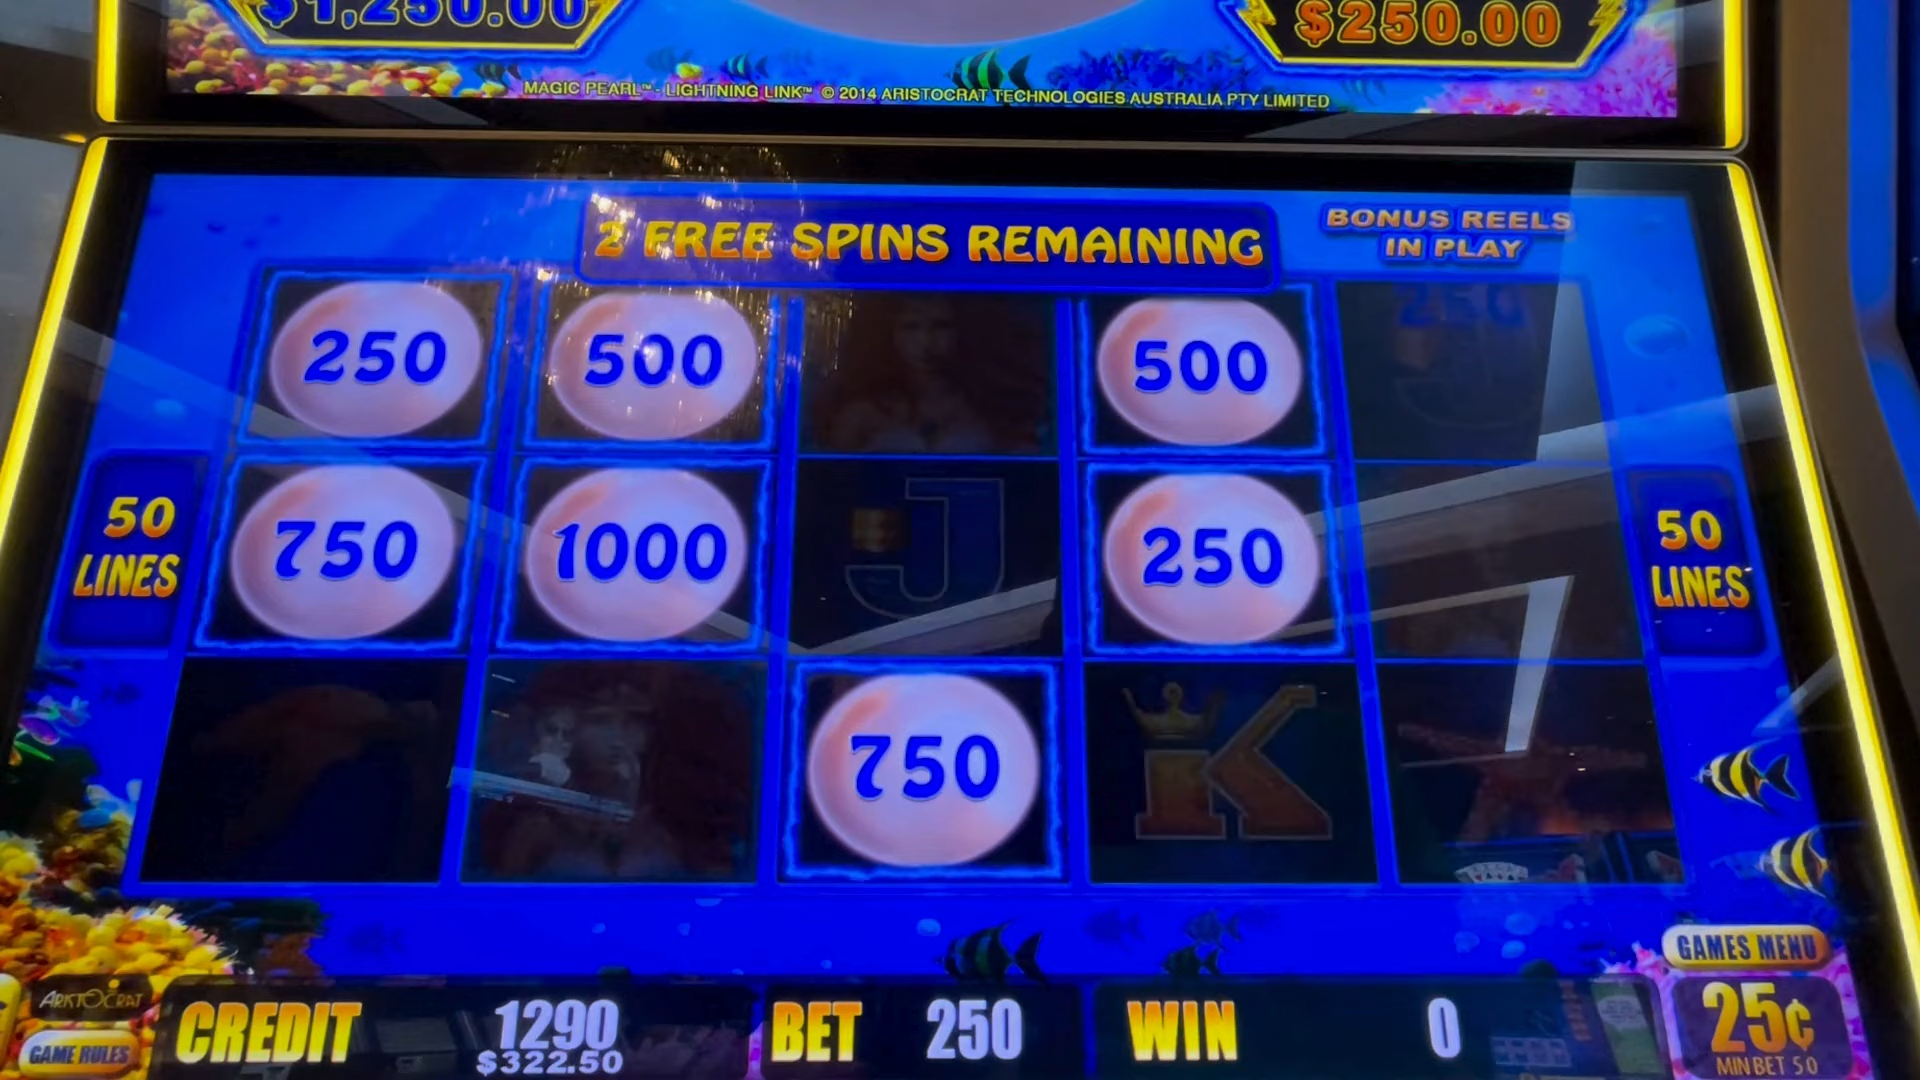 $1,250.00
$250.00
MAGIC PEARL™ - LIGHTNING LINK™ © 2014 ARISTOCRAT TECHNOLOGIES AUSTRALIA PTY LIMITED
2 FREE SPINS REMAINING
BONUS REELS
IN PLAY
250
500
500
250
750
1000
J
250
750
K
50
LINES
50
LINES
GAMES MENU
ARISTOCRAT
GAME RULES
CREDIT
1290
$322.50
BET
250
WIN
0
25¢
MIN BET 50